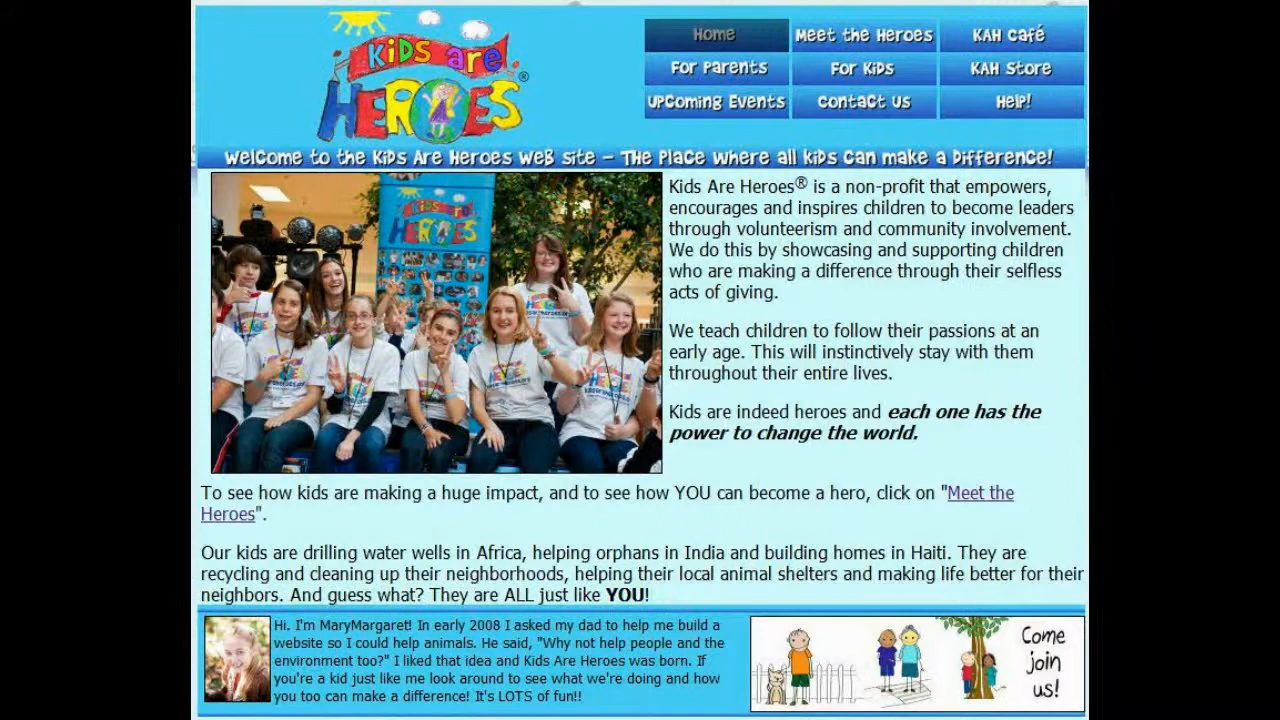 Kids are
HEROES®
Home
Meet the Heroes
KAH Café
For Parents
For Kids
KAH Store
Upcoming Events
Contact Us
Help!
Welcome to the Kids Are Heroes Web site – The place where all kids can make a difference!
Kids are
HEROES
Kids Are Heroes® is a non-profit that empowers,
encourages and inspires children to become leaders
through volunteerism and community involvement.
We do this by showcasing and supporting children
who are making a difference through their selfless
acts of giving.
We teach children to follow their passions at an
early age. This will instinctively stay with them
throughout their entire lives.
Kids are indeed heroes and each one has the
power to change the world.
To see how kids are making a huge impact, and to see how YOU can become a hero, click on "Meet the
Heroes".
Our kids are drilling water wells in Africa, helping orphans in India and building homes in Haiti. They are
recycling and cleaning up their neighborhoods, helping their local animal shelters and making life better for their
neighbors. And guess what? They are ALL just like YOU!
Hi. I'm MaryMargaret! In early 2008 I asked my dad to help me build a
website so I could help animals. He said, "Why not help people and the
environment too?" I liked that idea and Kids Are Heroes was born. If
you're a kid just like me look around to see what we're doing and how
you too can make a difference! It's LOTS of fun!!
Come
join
us!